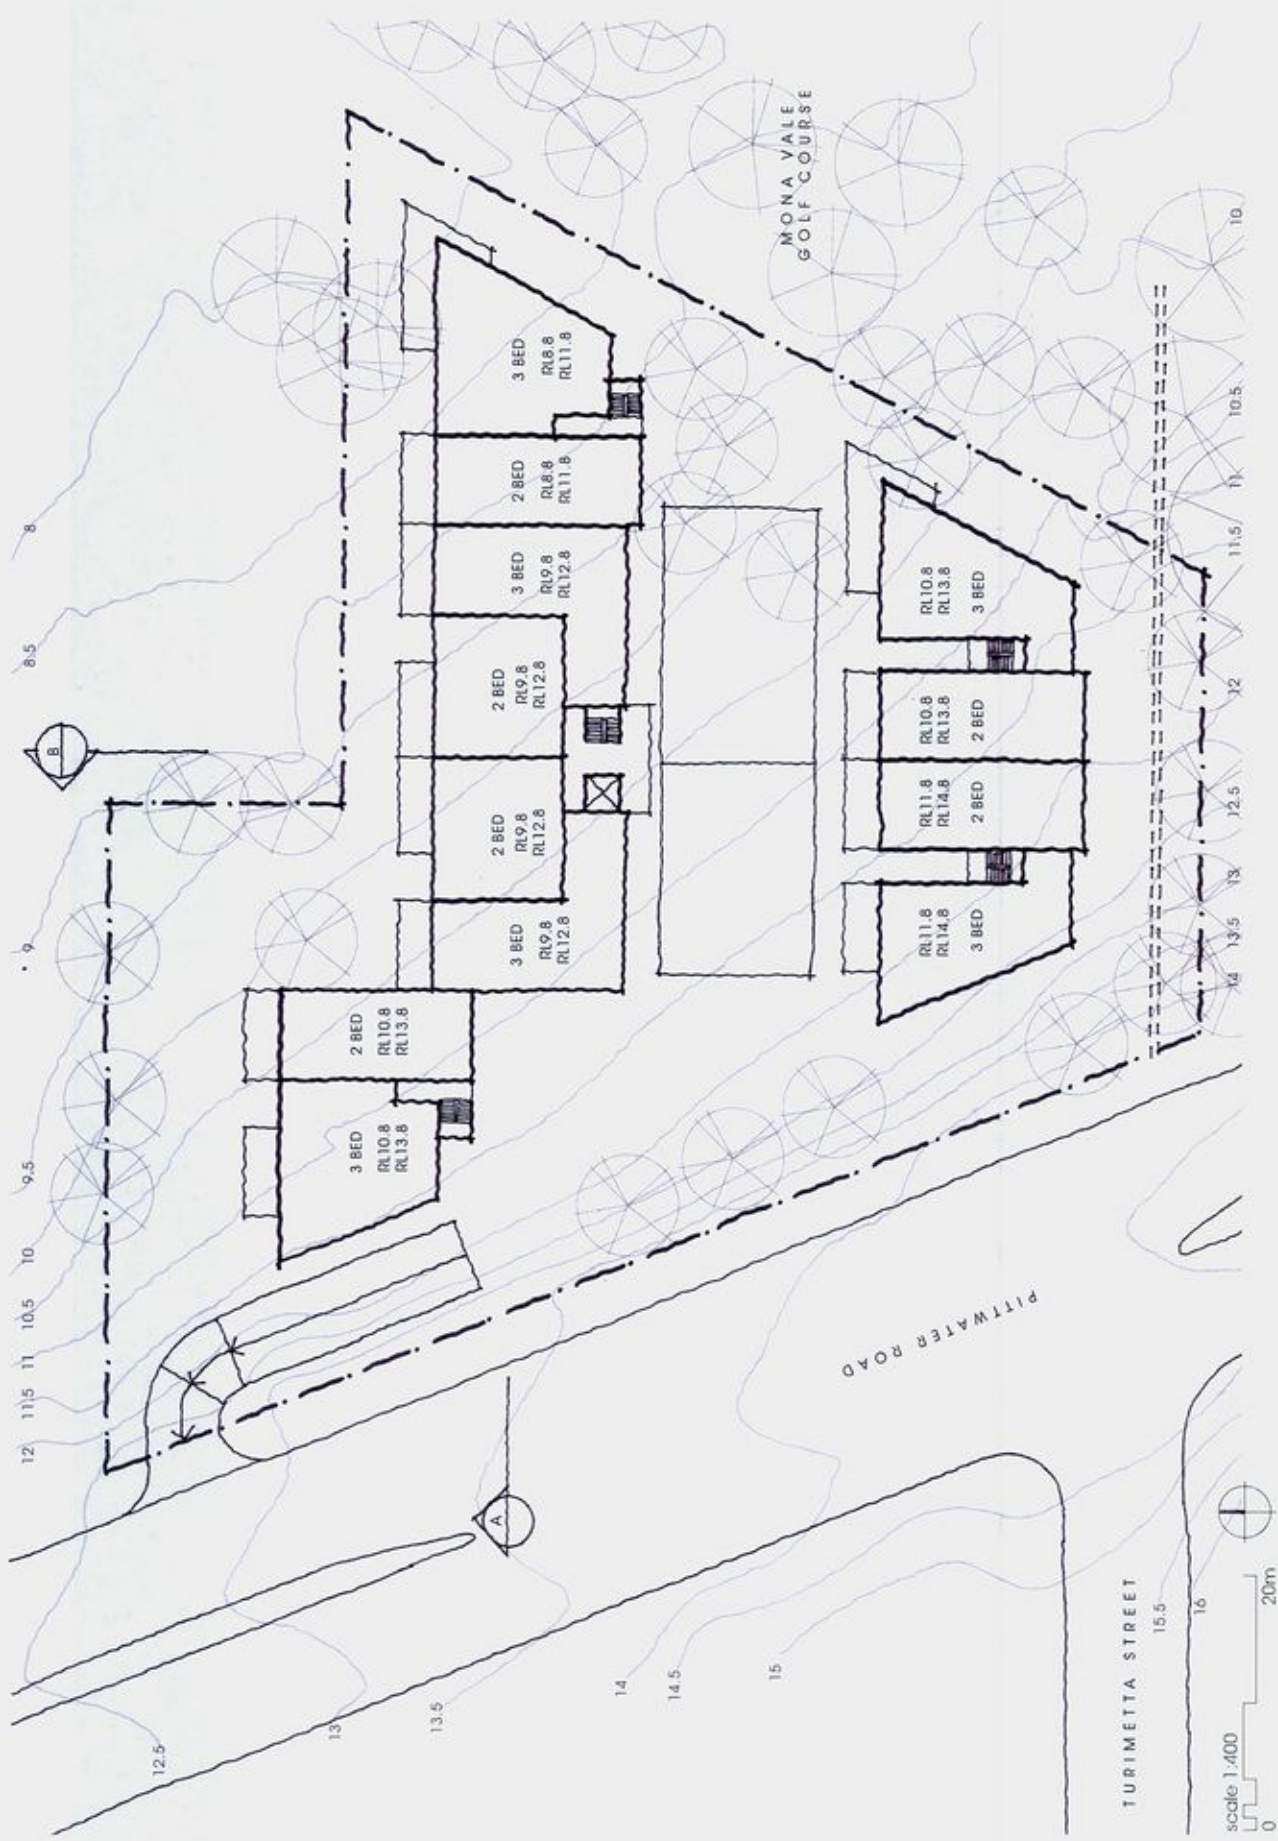 8
8.5
9
9.5
10
10.5
11
11.5
12
B
MONA VALE
GOLF COURSE
3 BED
RL8.8
RL11.8
2 BED
RL8.8
RL11.8
3 BED
RL9.8
RL12.8
2 BED
RL9.8
RL12.8
2 BED
RL9.8
RL12.8
3 BED
RL9.8
RL12.8
2 BED
RL10.8
RL13.8
3 BED
RL10.8
RL13.8
RL10.8
RL13.8
3 BED
RL10.8
RL13.8
2 BED
RL11.8
RL14.8
2 BED
RL11.8
RL14.8
3 BED
10
10.5
11
11.5
12
12.5
13
13.5
14
PITTWATER ROAD
A
12.5
13
13.5
14
14.5
15
15.5
16
TURIMETTA STREET
scale 1:400
0
20m